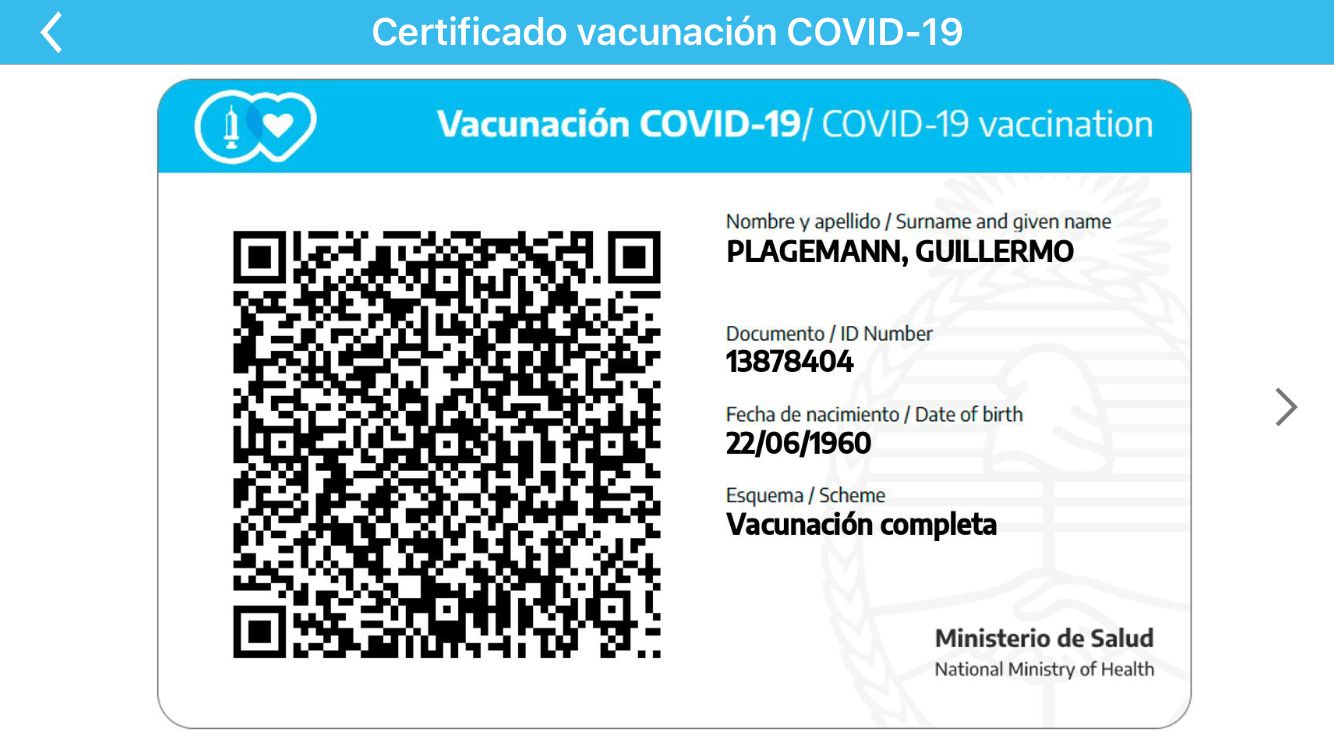 Certificado vacunación COVID-19
Vacunación COVID-19/ COVID-19 vaccination
Nombre y apellido / Surname and given name
PLAGEMANN, GUILLERMO
Documento / ID Number
13878404
Fecha de nacimiento / Date of birth
22/06/1960
Esquema / Scheme
Vacunación completa
Ministerio de Salud
National Ministry of Health